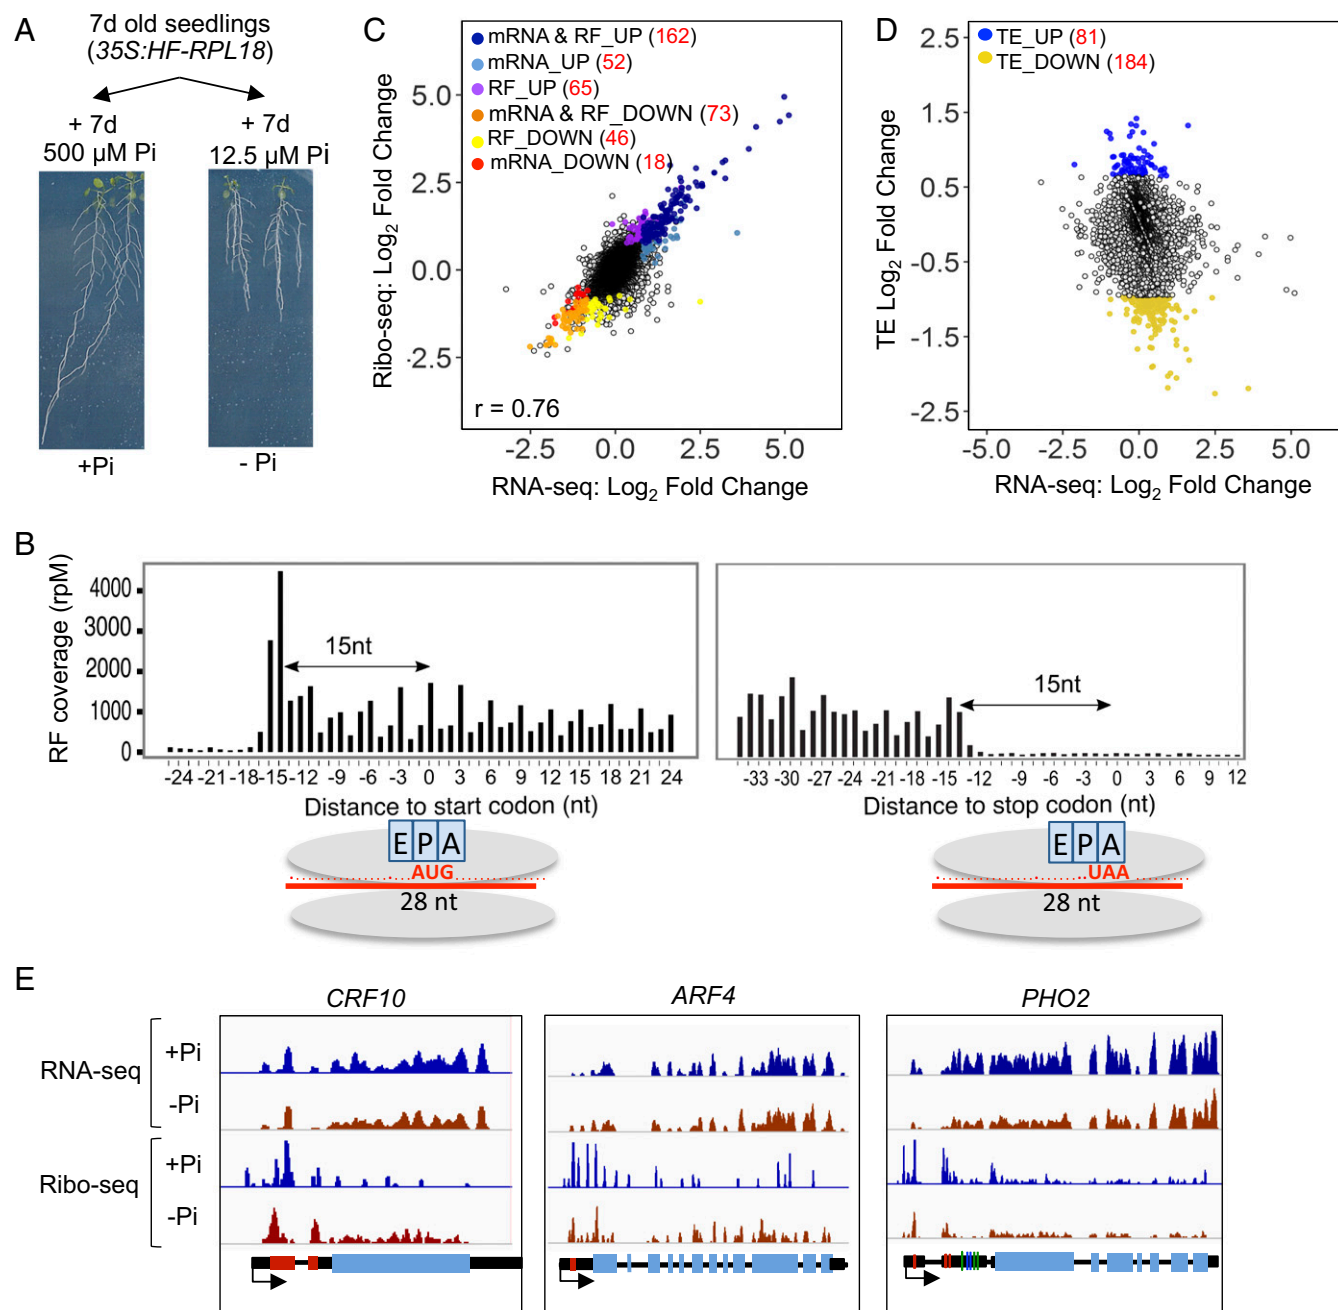 A
7d old seedlings
(35S:HF-RPL18)
+ 7d
500 µM Pi
+ 7d
12.5 µM Pi
+Pi
- Pi
C
mRNA & RF_UP (162)
mRNA_UP (52)
RF_UP (65)
mRNA & RF_DOWN (73)
RF_DOWN (46)
mRNA_DOWN (18)
Ribo-seq: Log2 Fold Change
5.0
2.5
0.0
-2.5
r = 0.76
-2.5 0.0 2.5 5.0
RNA-seq: Log2 Fold Change
D
TE_UP (81)
TE_DOWN (184)
TE Log2 Fold Change
2.5
1.5
0.5
-0.5
-1.5
-2.5
-5.0 -2.5 0.0 2.5 5.0
RNA-seq: Log2 Fold Change
B
RF coverage (rpM)
4000
3000
2000
1000
0
15nt
-24 -21 -18 -15 -12 -9 -6 -3 0 3 6 9 12 15 18 21 24
Distance to start codon (nt)
E P A
AUG
28 nt
15nt
-33 -30 -27 -24 -21 -18 -15 -12 -9 -6 -3 0 3 6 9 12
Distance to stop codon (nt)
E P A
UAA
28 nt
E
CRF10
ARF4
PHO2
RNA-seq
+Pi
-Pi
Ribo-seq
+Pi
-Pi